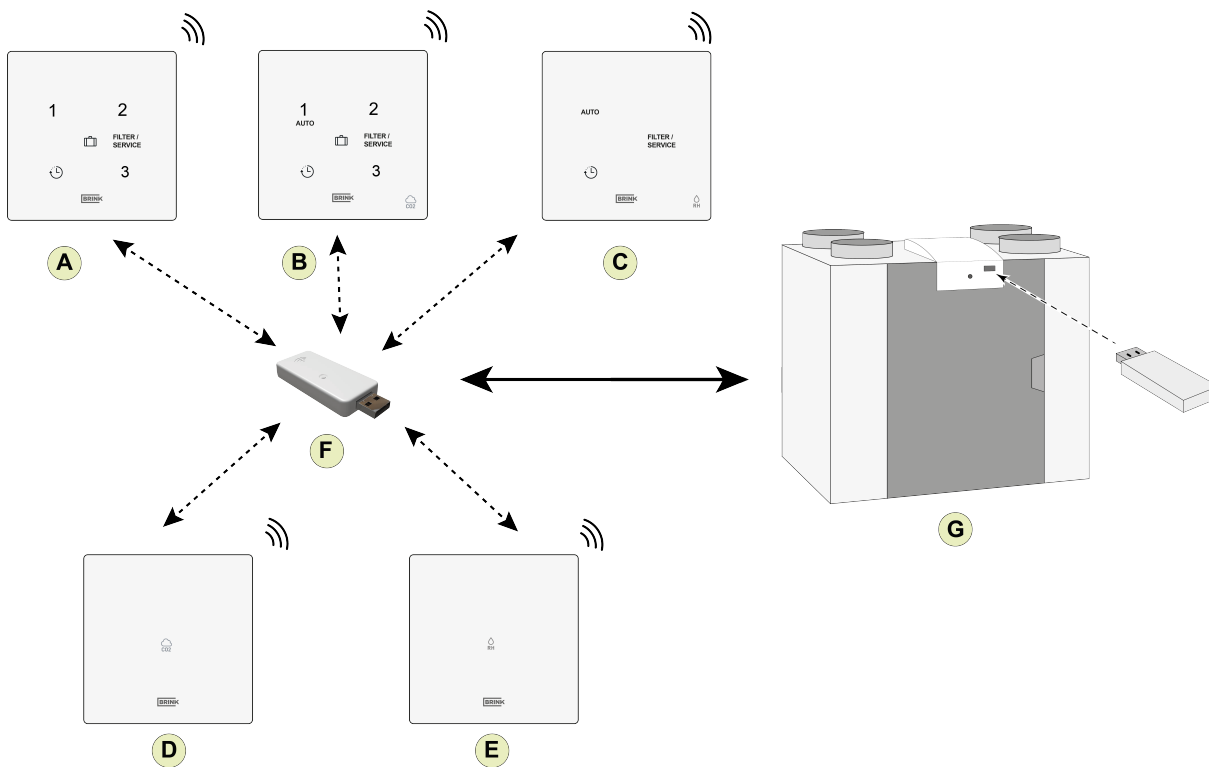 1 2
FILTER /
SERVICE
3
BRINK
A
1 2
AUTO
FILTER /
SERVICE
3
BRINK
CO2
B
AUTO
FILTER /
SERVICE
BRINK
RH
C
F
G
CO2
BRINK
D
RH
BRINK
E